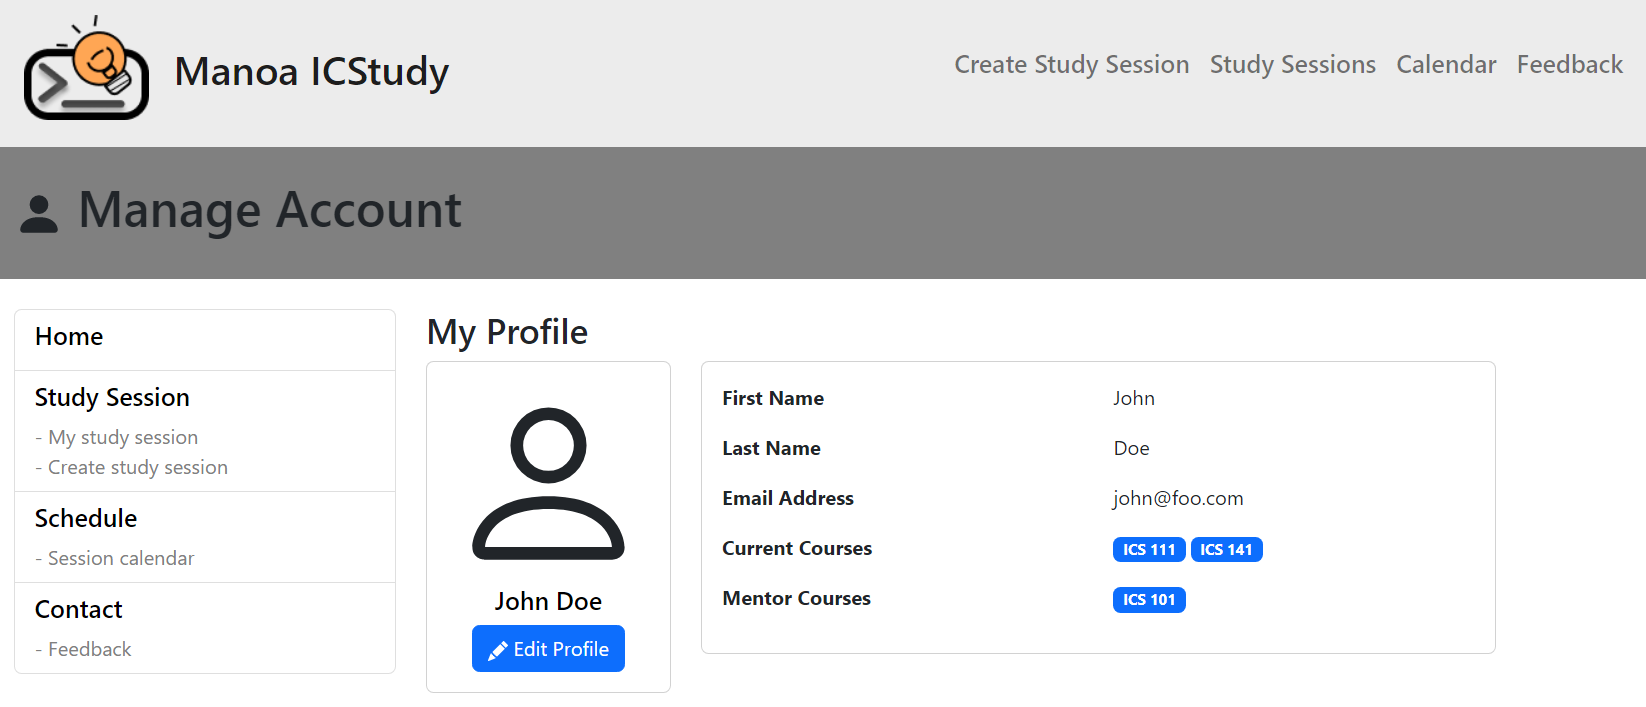 Manoa ICStudy
Create Study Session Study Sessions Calendar Feedback
Manage Account
Home
Study Session
- My study session
- Create study session
Schedule
- Session calendar
Contact
- Feedback
My Profile
John Doe
Edit Profile
First Name John
Last Name Doe
Email Address john@foo.com
Current Courses ICS 111 ICS 141
Mentor Courses ICS 101